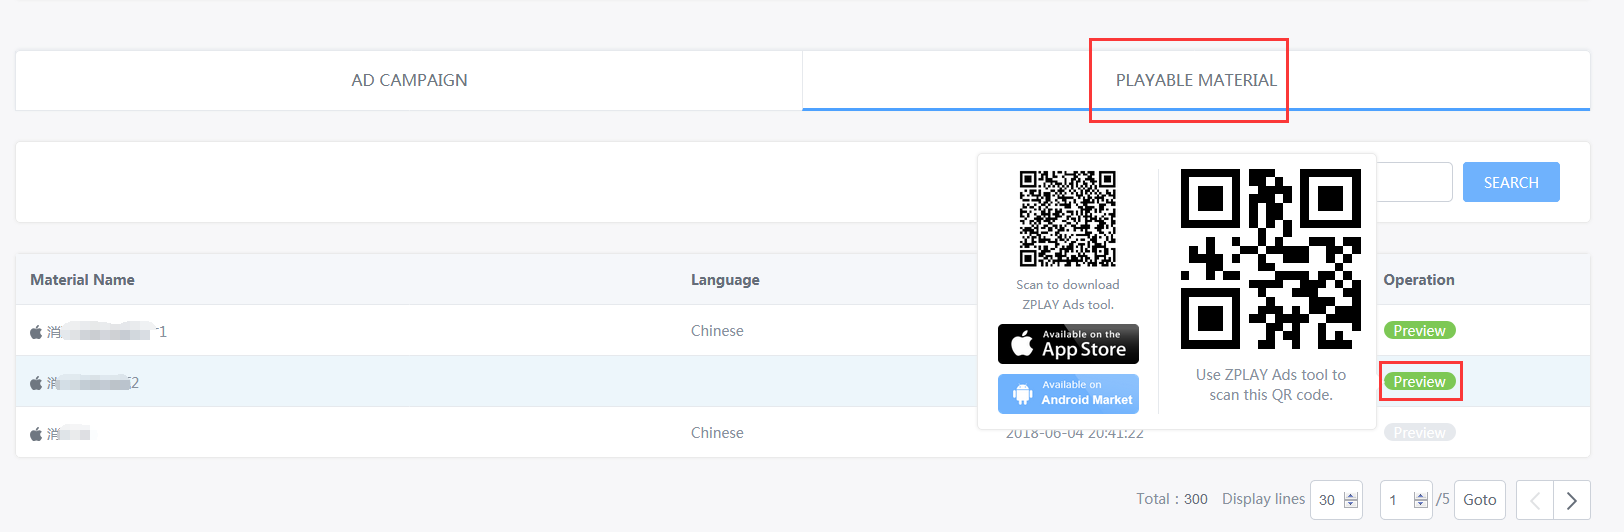 AD CAMPAIGN
PLAYABLE MATERIAL
SEARCH
Scan to download
ZPLAY Ads tool.
Available on the
App Store
Available on
Android Market
Use ZPLAY Ads tool to
scan this QR code.
Material Name
Language
Operation
消
1
Chinese
Preview
消
2
Preview
消
Chinese
2018-06-04 20:41:22
Preview
Total : 300
Display lines
30
1
/5
Goto